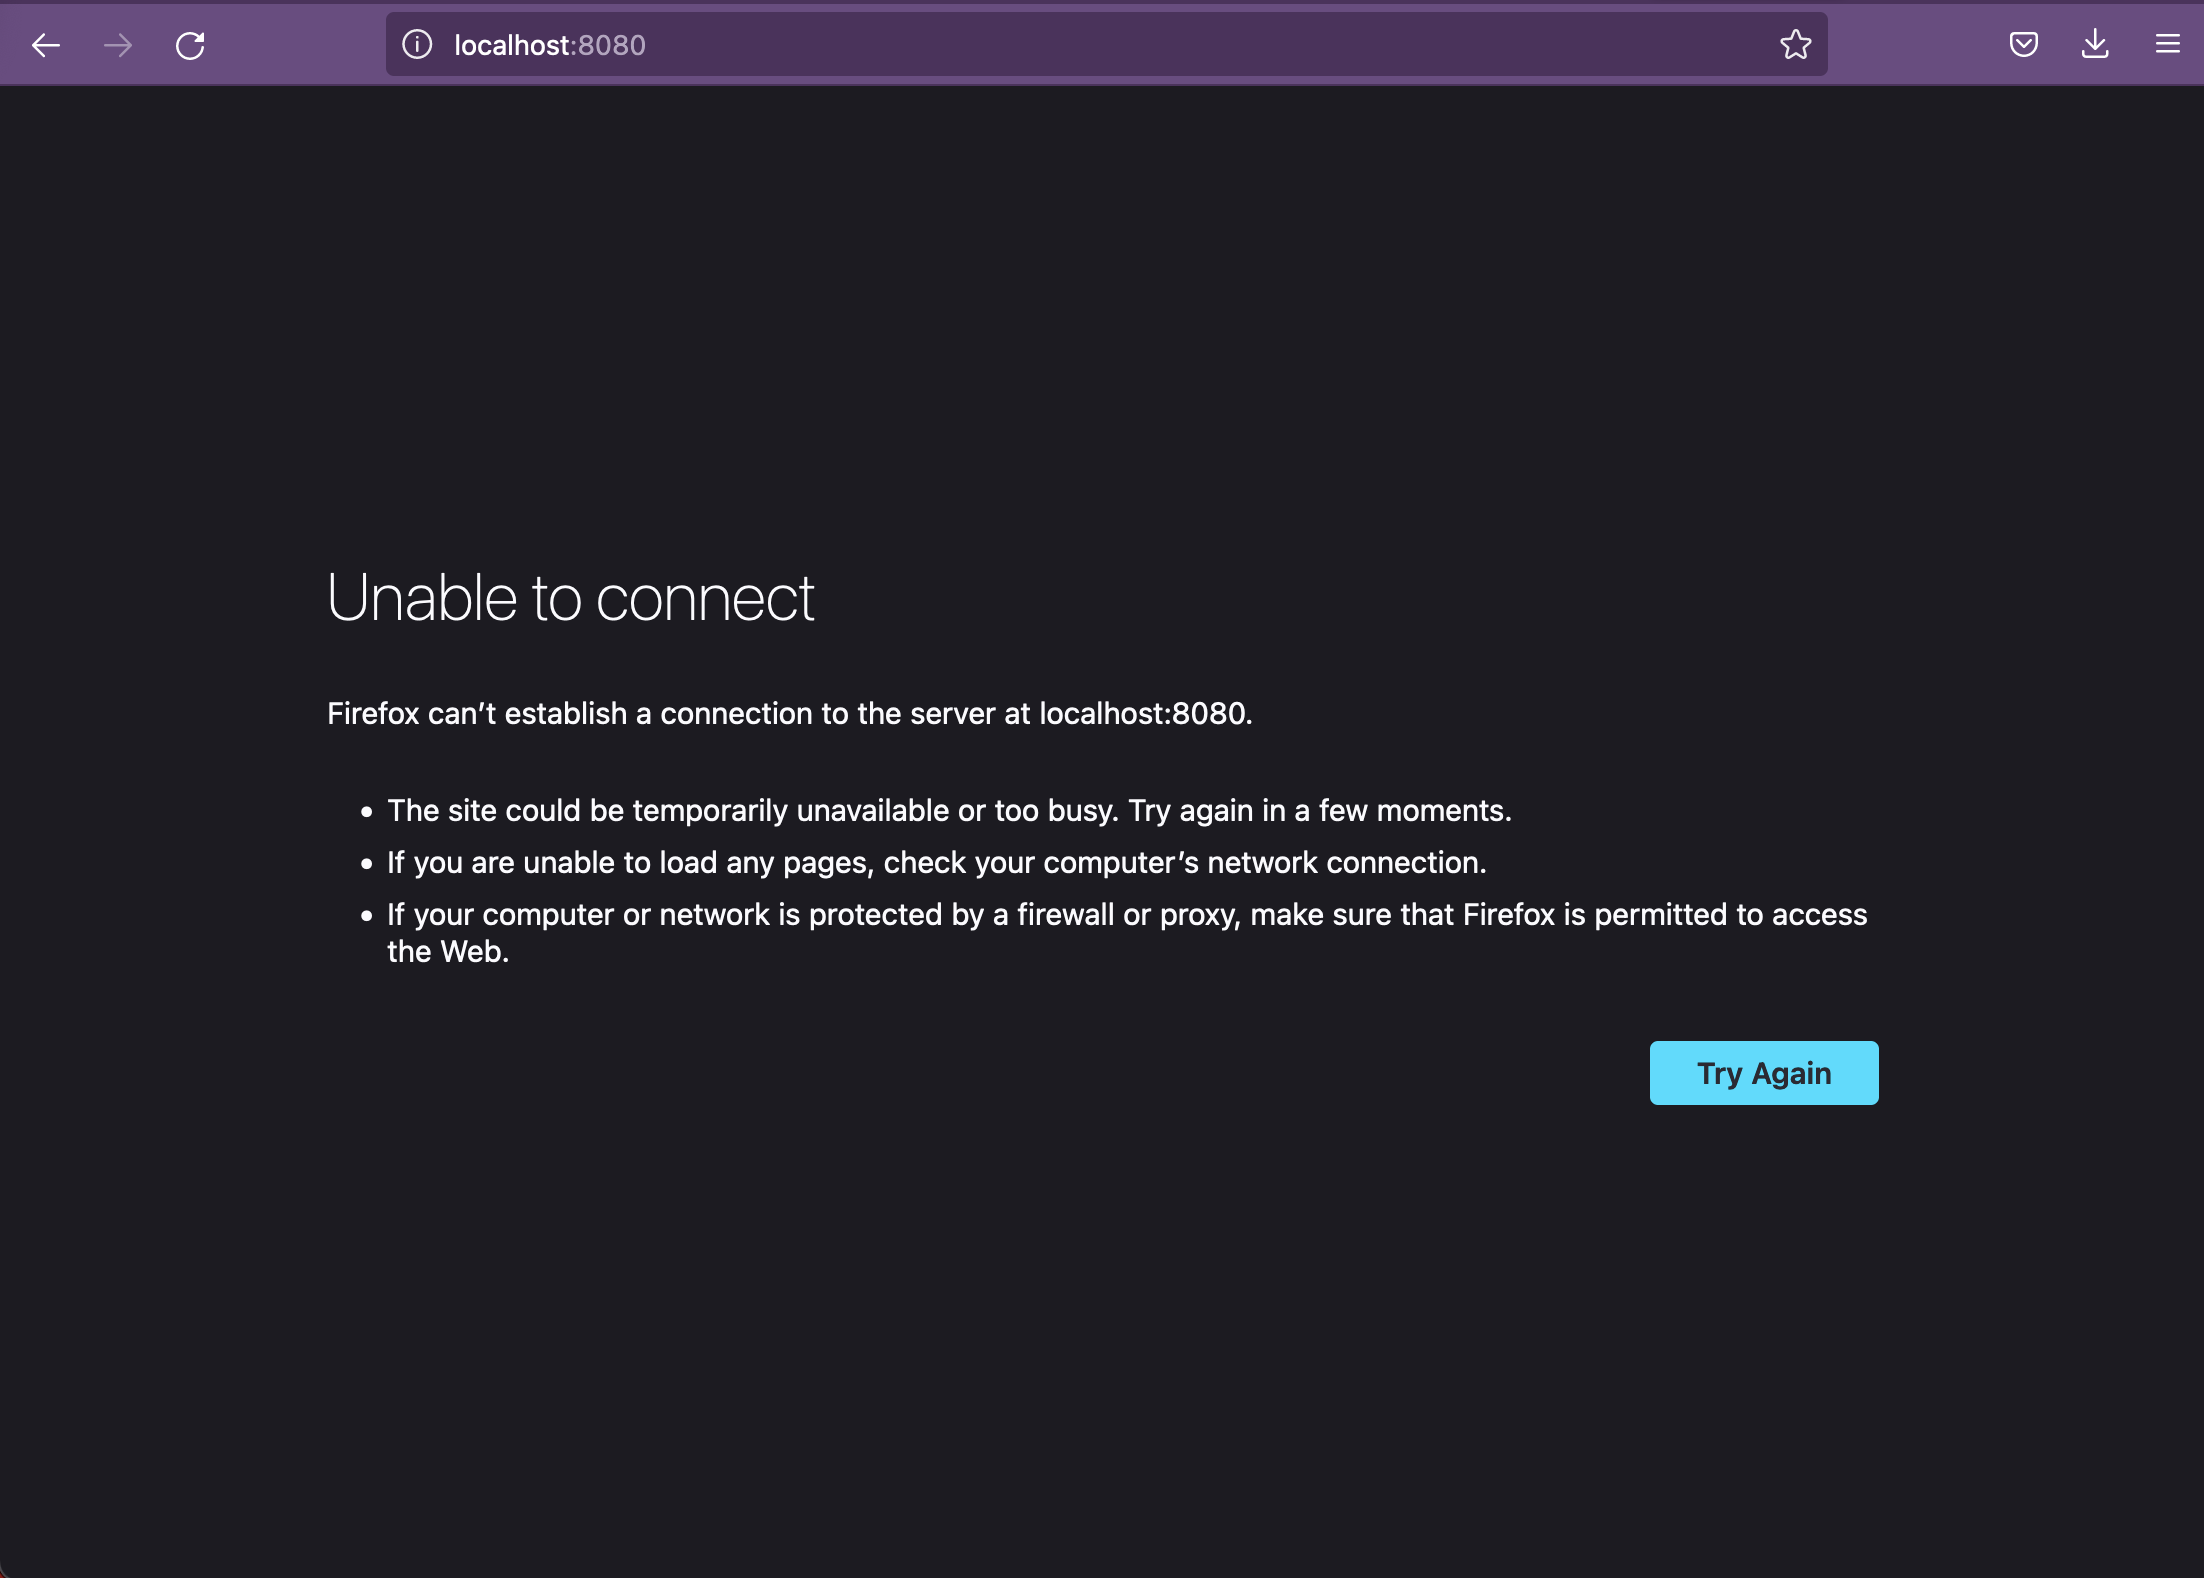 localhost:8080
Unable to connect
Firefox can’t establish a connection to the server at localhost:8080.
• The site could be temporarily unavailable or too busy. Try again in a few moments.
• If you are unable to load any pages, check your computer’s network connection.
• If your computer or network is protected by a firewall or proxy, make sure that Firefox is permitted to access
the Web.
Try Again